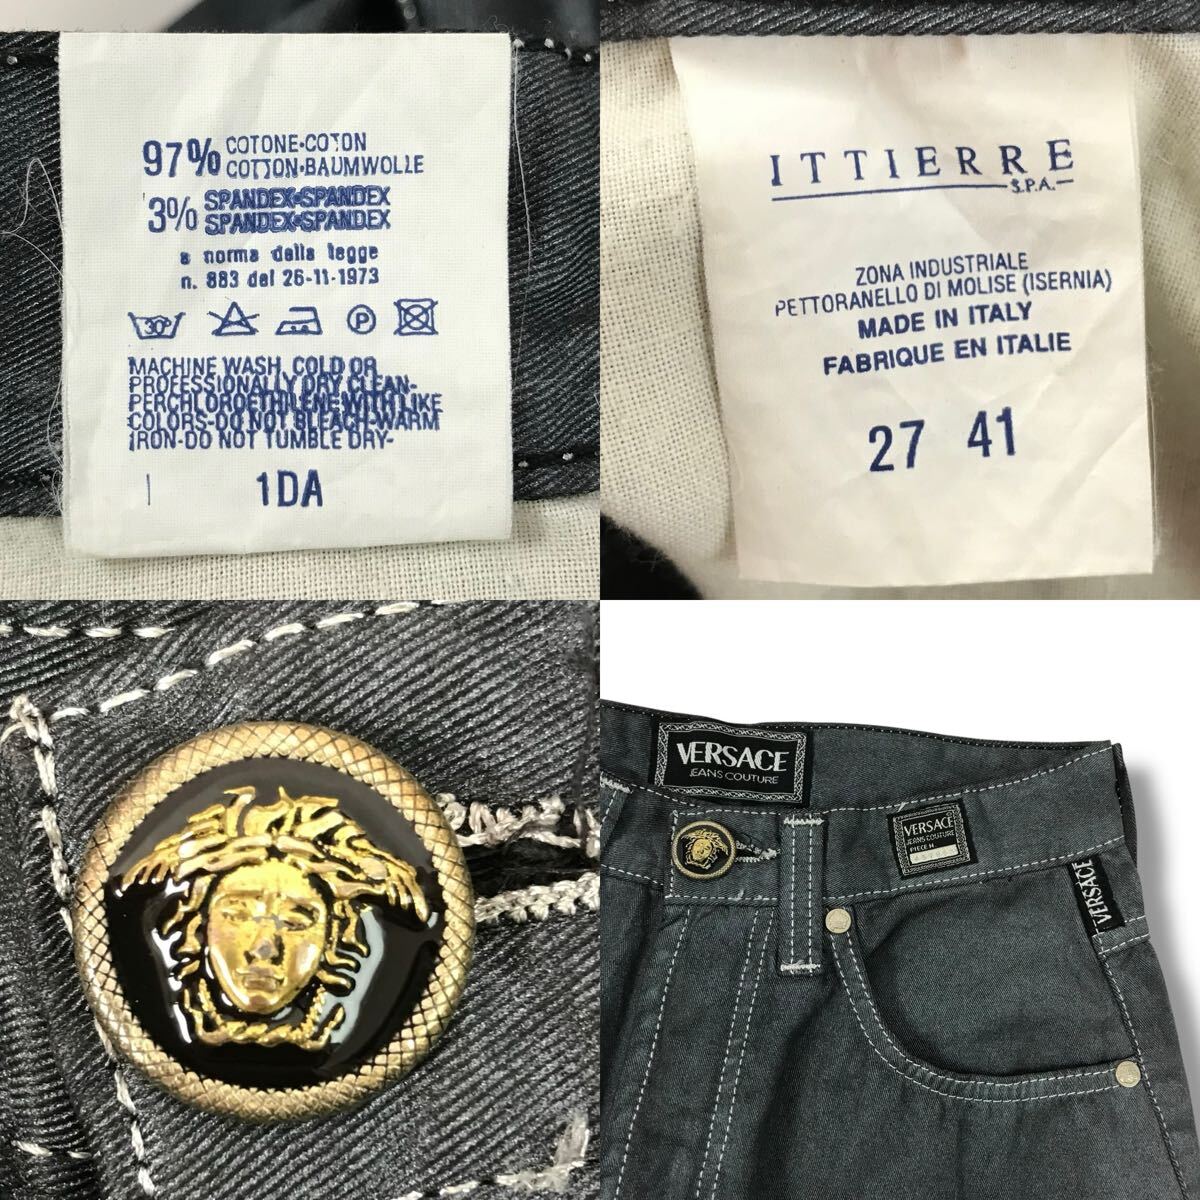 97% COTONE-COTON
COTTON-BAUMWOLLE
3% SPANDEX-SPANDEX
SPANDEX-SPANDEX
a norma dalla legge
n. 883 del 26-11-1973
30°
P
MACHINE WASH COLD OR
PROFESSIONALLY DRY CLEAN-
PERCHLOROETHILENE-WITH LIKE
COLORS-DO NOT BLEACH-WARM
IRON-DO NOT TUMBLE DRY-
1DA
ITTIERRE
S.P.A.
ZONA INDUSTRIALE
PETTORANELLO DI MOLISE (ISERNIA)
MADE IN ITALY
FABRIQUE EN ITALIE
27 41
VERSACE
JEANS COUTURE
VERSACE
JEANS COUTURE
PIECE N
VERSACE